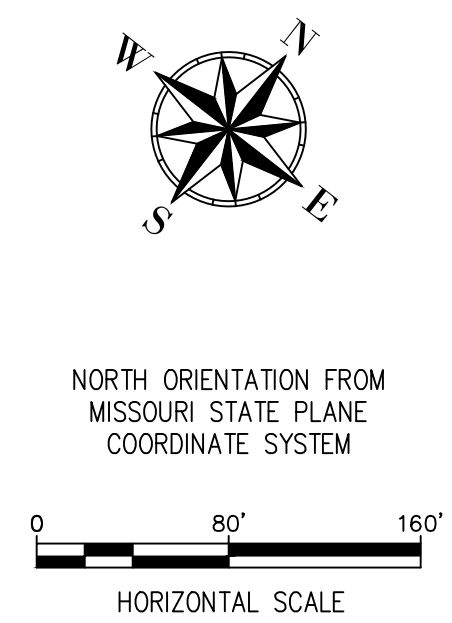 N
W
E
S
NORTH ORIENTATION FROM
MISSOURI STATE PLANE
COORDINATE SYSTEM
0 80' 160'
HORIZONTAL SCALE